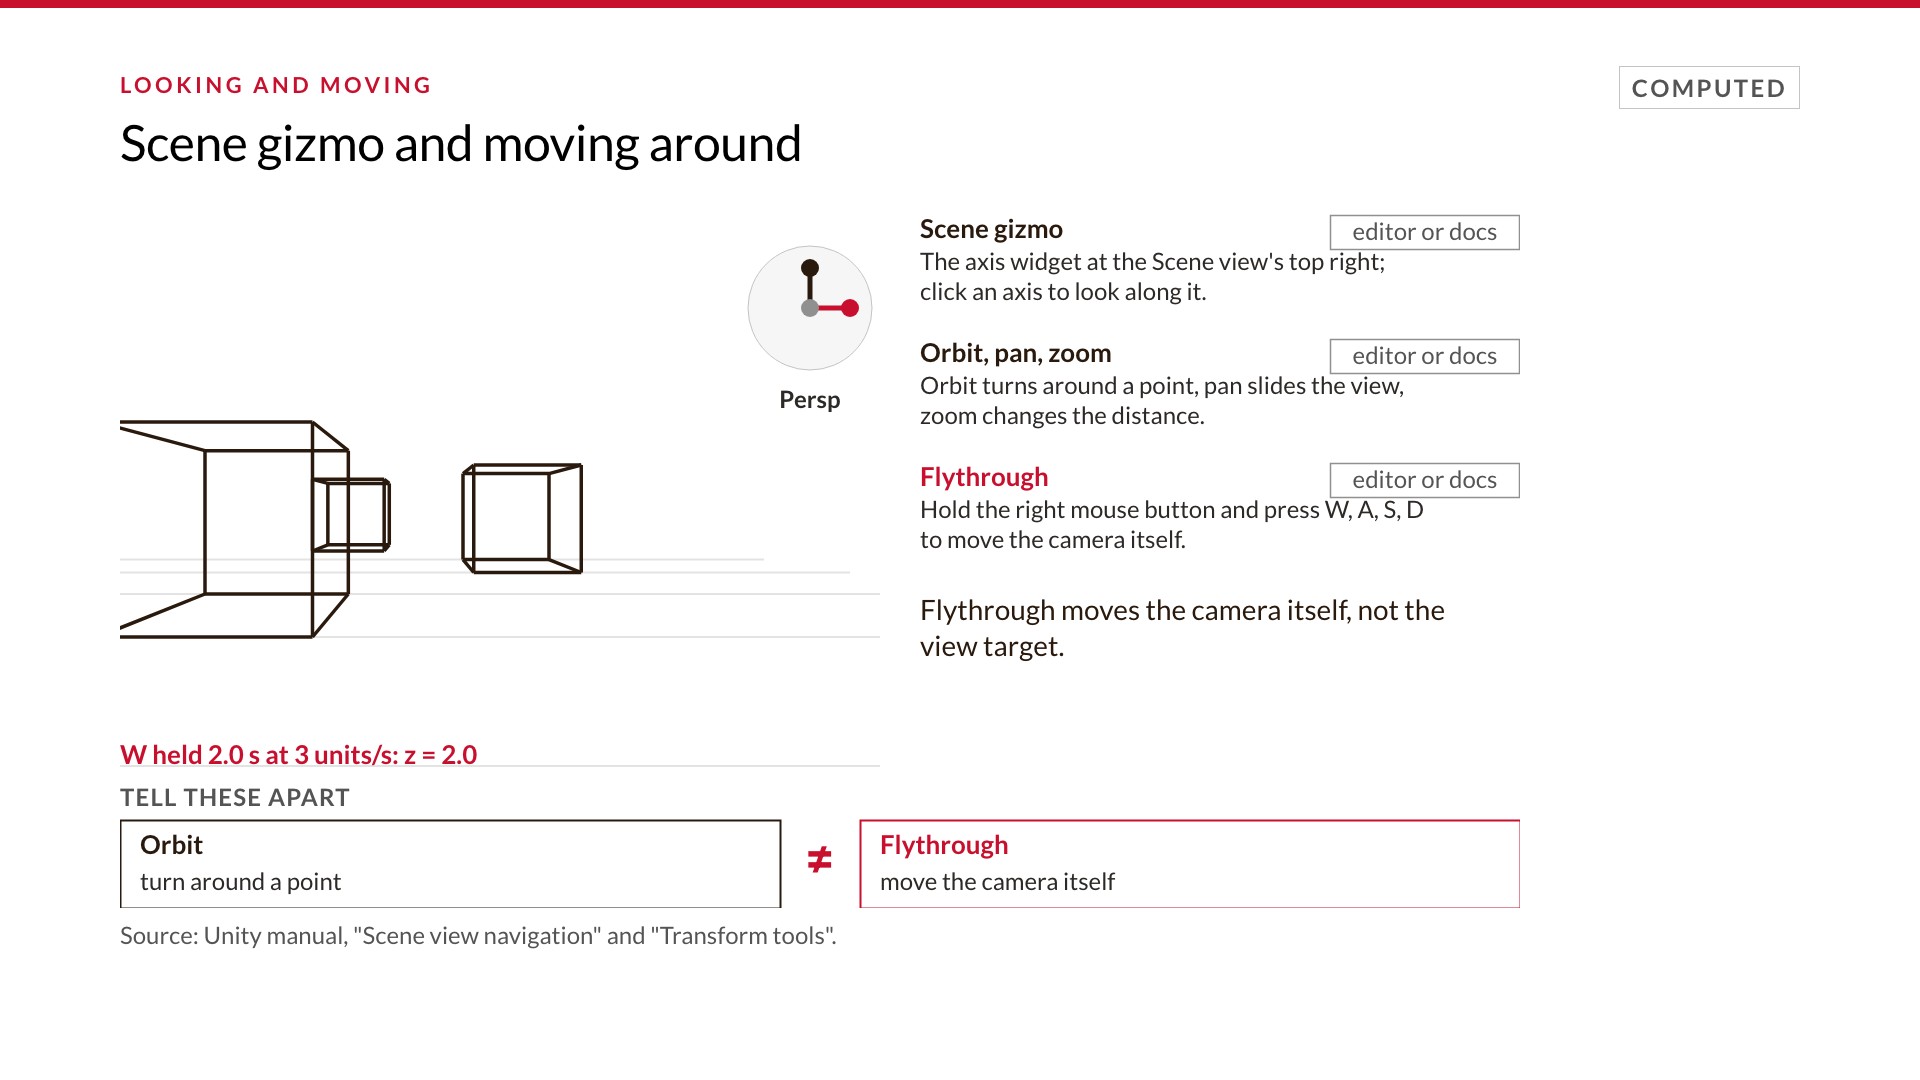 LOOKING AND MOVING
COMPUTED
Scene gizmo and moving around
Persp
Scene gizmo
editor or docs
The axis widget at the Scene view's top right;
click an axis to look along it.
Orbit, pan, zoom
editor or docs
Orbit turns around a point, pan slides the view,
zoom changes the distance.
Flythrough
editor or docs
Hold the right mouse button and press W, A, S, D
to move the camera itself.
Flythrough moves the camera itself, not the
view target.
W held 2.0 s at 3 units/s: z = 2.0
TELL THESE APART
Orbit
turn around a point
≠
Flythrough
move the camera itself
Source: Unity manual, "Scene view navigation" and "Transform tools".